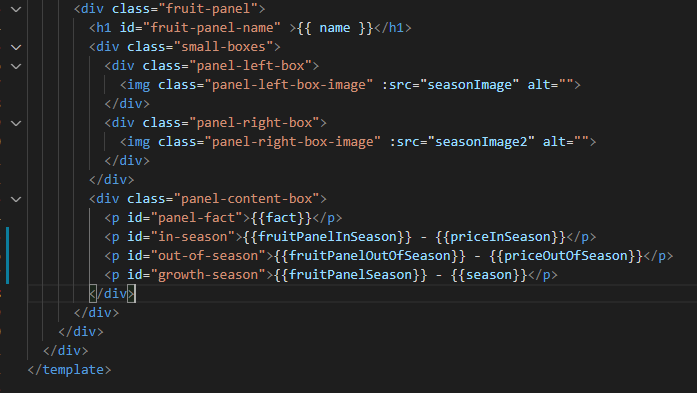 <div class="fruit-panel">
<h1 id="fruit-panel-name" >{{ name }}</h1>
<div class="small-boxes">
<div class="panel-left-box">
<img class="panel-left-box-image" :src="seasonImage" alt="">
</div>
<div class="panel-right-box">
<img class="panel-right-box-image" :src="seasonImage2" alt="">
</div>
</div>
<div class="panel-content-box">
<p id="panel-fact">{{fact}}</p>
<p id="in-season">{{fruitPanelInSeason}} - {{priceInSeason}}</p>
<p id="out-of-season">{{fruitPanelOutOfSeason}} - {{priceOutOfSeason}}</p>
<p id="growth-season">{{fruitPanelSeason}} - {{season}}</p>
</div>
</div>
</div>
</div>
</template>